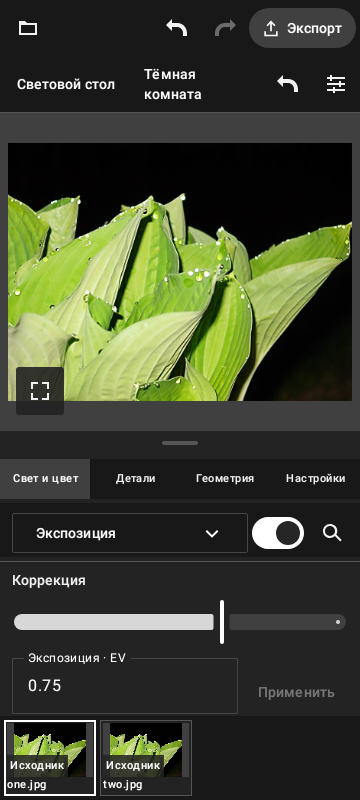 Экспорт
Световой стол
Тёмная
комната
Свет и цвет
Детали
Геометрия
Настройки
Экспозиция
Коррекция
Экспозиция · EV
0.75
Применить
Исходник
one.jpg
Исходник
two.jpg